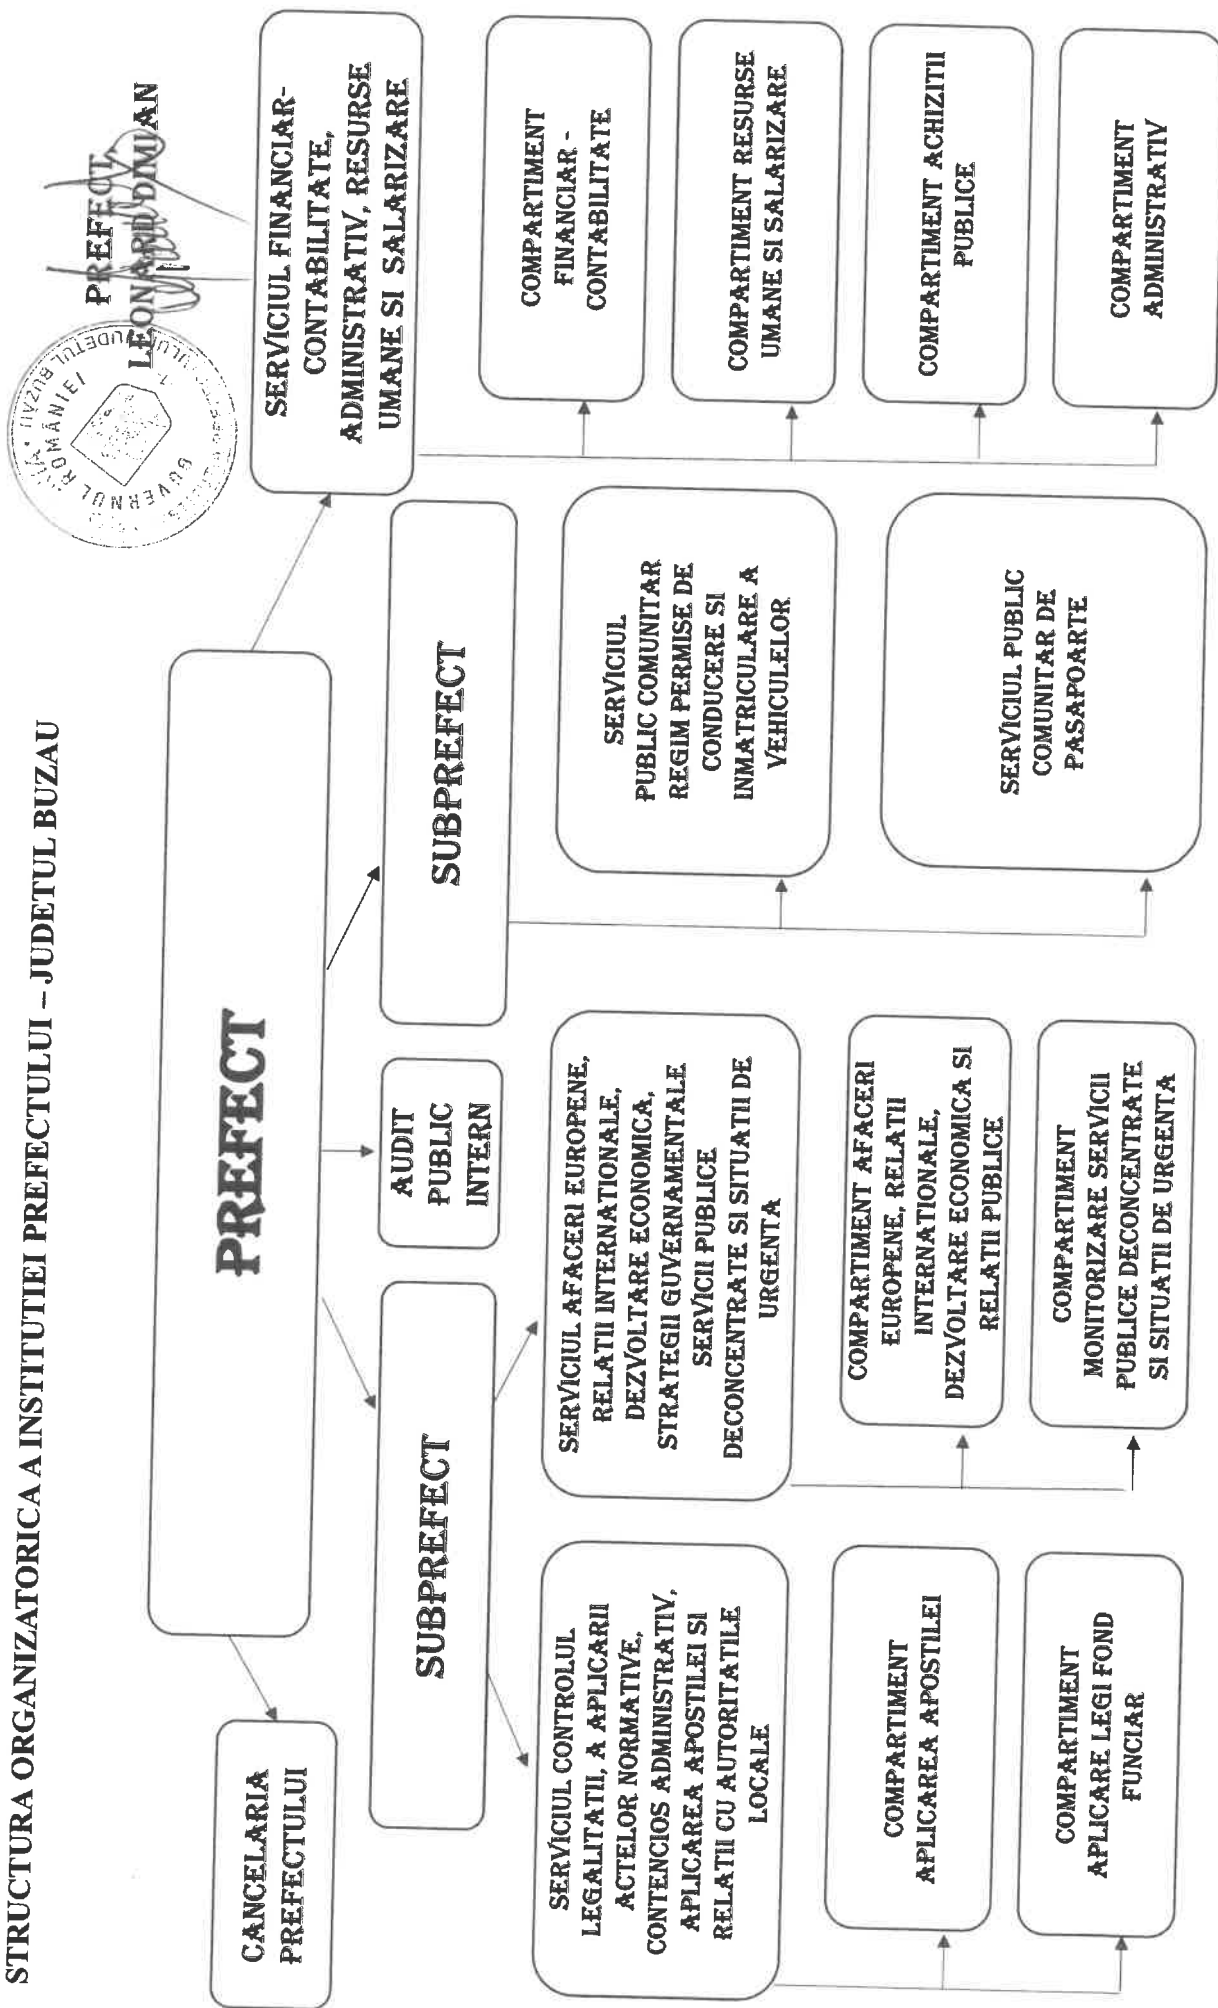 STRUCTURA ORGANIZATORICA A INSTITUTIEI PREFECTULUI – JUDETUL BUZAU
PREFECT,
LEONARD DIMIAN
GUVERNUL ROMÂNIEI
JUDEŢUL BUZĂU
PREFECT
CANCELARIA
PREFECTULUI
SUBPREFECT
AUDIT
PUBLIC
INTERN
SUBPREFECT
SERVICIUL FINANCIAR-
CONTABILITATE,
ADMINISTRATIV, RESURSE
UMANE SI SALARIZARE
SERVICIUL CONTROLUL
LEGALITATII, A APLICARII
ACTELOR NORMATIVE,
CONTENCIOS ADMINISTRATIV,
APLICAREA APOSTILEI SI
RELATII CU AUTORITATILE
LOCALE
COMPARTIMENT
APLICAREA APOSTILEI
COMPARTIMENT
APLICARE LEGI FOND
FUNCIAR
SERVICIUL AFACERI EUROPENE,
RELATII INTERNATIONALE,
DEZVOLTARE ECONOMICA,
STRATEGII GUVERNAMENTALE
SERVICII PUBLICE
DECONCENTRATE SI SITUATII DE
URGENTA
COMPARTIMENT AFACERI
EUROPENE, RELATII
INTERNATIONALE,
DEZVOLTARE ECONOMICA SI
RELATII PUBLICE
COMPARTIMENT
MONITORIZARE SERVICII
PUBLICE DECONCENTRATE
SI SITUATII DE URGENTA
SERVICIUL
PUBLIC COMUNITAR
REGIM PERMISE DE
CONDUCERE SI
INMATRICULARE A
VEHICULELOR
SERVICIUL PUBLIC
COMUNITAR DE
PASAPOARTE
COMPARTIMENT
FINANCIAR -
CONTABILITATE
COMPARTIMENT RESURSE
UMANE SI SALARIZARE
COMPARTIMENT ACHIZITII
PUBLICE
COMPARTIMENT
ADMINISTRATIV